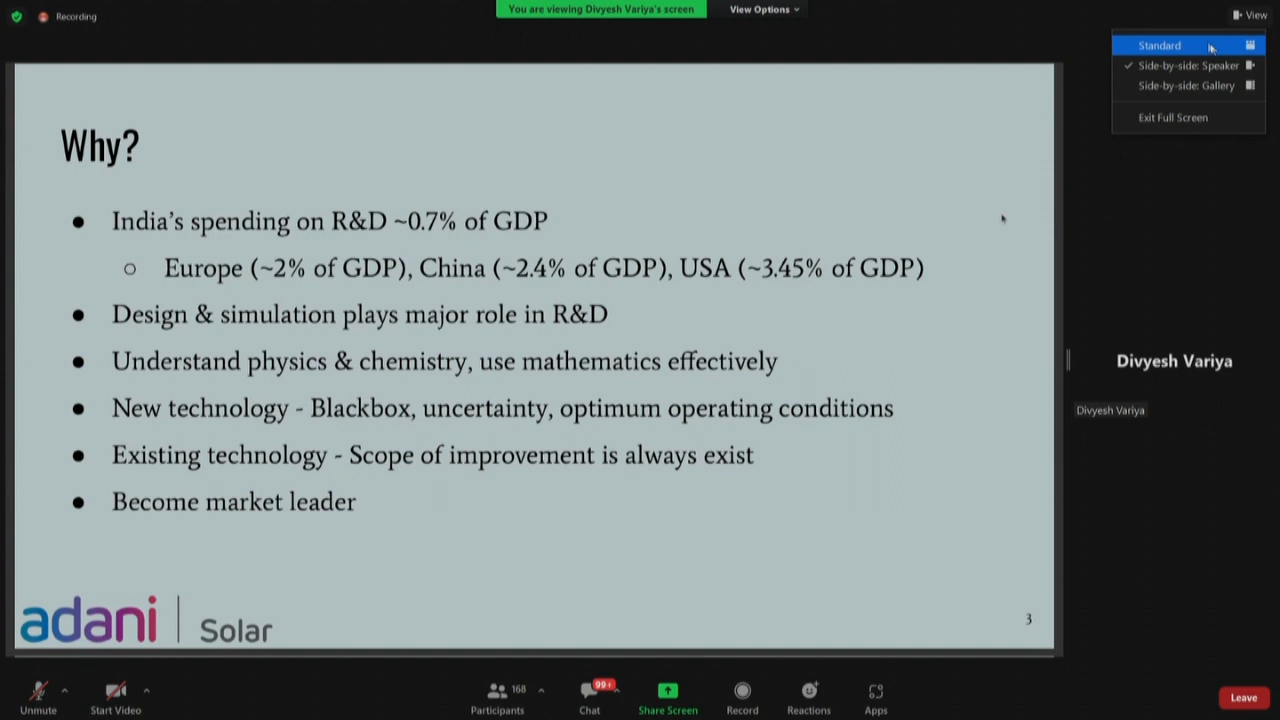 Recording
You are viewing Divyesh Variya's screen
View Options
View
Standard
Side-by-side: Speaker
Side-by-side: Gallery
Exit Full Screen
Why?
India's spending on R&D ~0.7% of GDP
Europe (~2% of GDP), China (~2.4% of GDP), USA (~3.45% of GDP)
Design & simulation plays major role in R&D
Understand physics & chemistry, use mathematics effectively
New technology - Blackbox, uncertainty, optimum operating conditions
Existing technology - Scope of improvement is always exist
Become market leader
adani Solar
3
Divyesh Variya
Divyesh Variya
Unmute
Start Video
168
Participants
99+
Chat
Share Screen
Record
Reactions
Apps
Leave